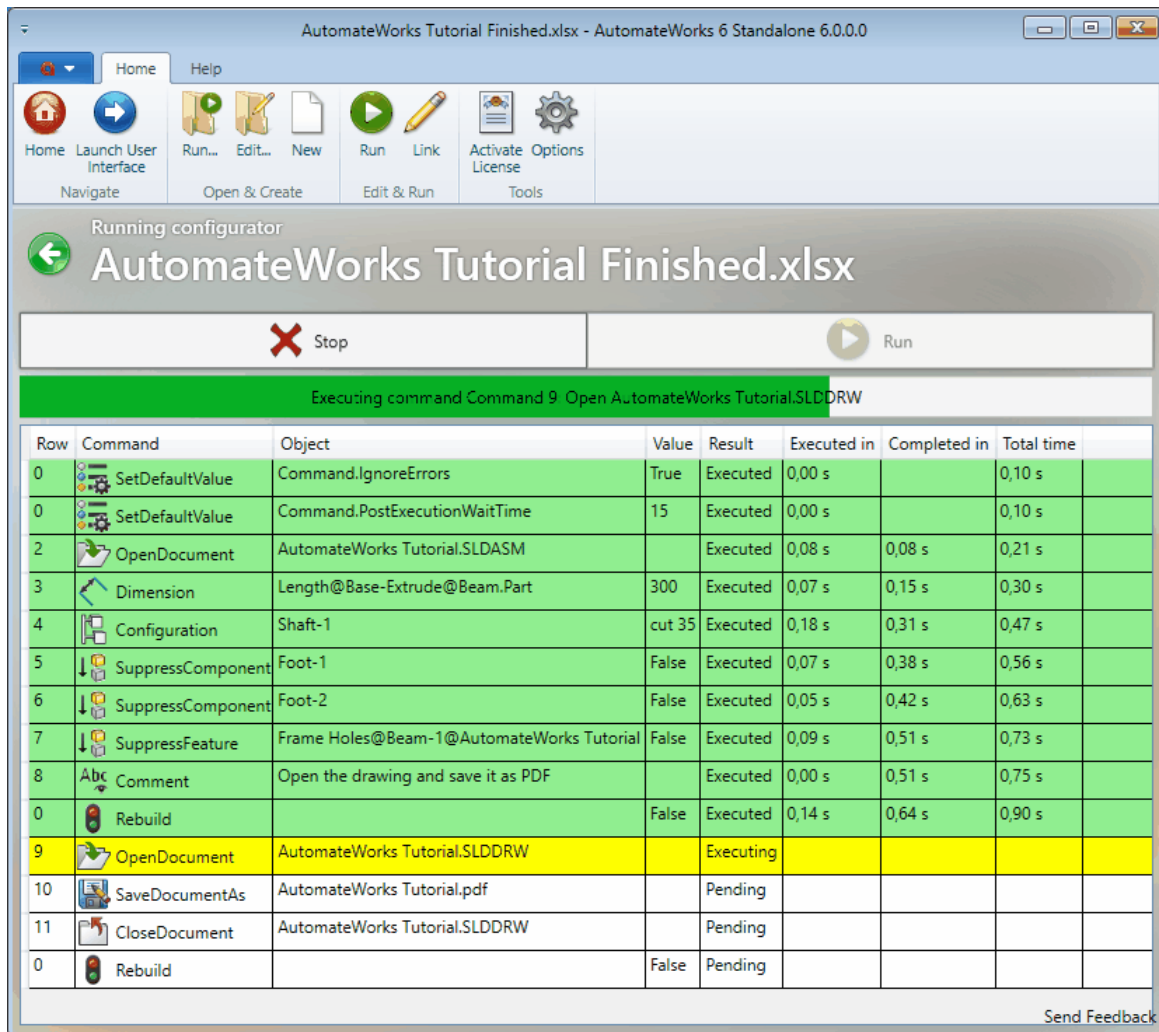 AutomateWorks Tutorial Finished.xlsx - AutomateWorks 6 Standalone 6.0.0.0
Home Help
Home Launch User Interface Run... Edit... New Run Link Activate License Options
Navigate Open & Create Edit & Run Tools
Running configurator
AutomateWorks Tutorial Finished.xlsx
Stop Run
Executing command Command 9: Open AutomateWorks Tutorial.SLDDRW
Row Command Object Value Result Executed in Completed in Total time
0 SetDefaultValue Command.IgnoreErrors True Executed 0,00 s 0,10 s
0 SetDefaultValue Command.PostExecutionWaitTime 15 Executed 0,00 s 0,10 s
2 OpenDocument AutomateWorks Tutorial.SLDASM Executed 0,08 s 0,08 s 0,21 s
3 Dimension Length@Base-Extrude@Beam.Part 300 Executed 0,07 s 0,15 s 0,30 s
4 Configuration Shaft-1 cut 35 Executed 0,18 s 0,31 s 0,47 s
5 SuppressComponent Foot-1 False Executed 0,07 s 0,38 s 0,56 s
6 SuppressComponent Foot-2 False Executed 0,05 s 0,42 s 0,63 s
7 SuppressFeature Frame Holes@Beam-1@AutomateWorks Tutorial False Executed 0,09 s 0,51 s 0,73 s
8 Abc Comment Open the drawing and save it as PDF Executed 0,00 s 0,51 s 0,75 s
0 Rebuild False Executed 0,14 s 0,64 s 0,90 s
9 OpenDocument AutomateWorks Tutorial.SLDDRW Executing
10 SaveDocumentAs AutomateWorks Tutorial.pdf Pending
11 CloseDocument AutomateWorks Tutorial.SLDDRW Pending
0 Rebuild False Pending
Send Feedback